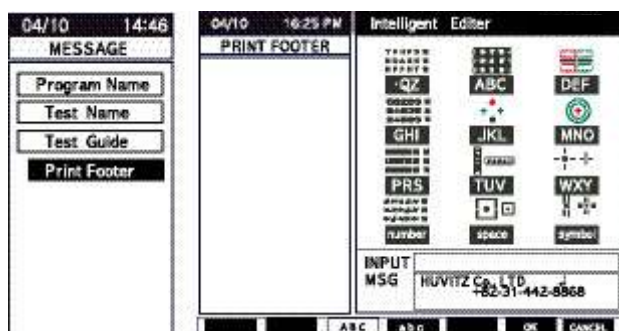 04/10 14:46
MESSAGE
Program Name
Test Name
Test Guide
Print Footer
04/10 16:25 PM
PRINT FOOTER
Intelligent Editer
·QZ ABC DEF
GHI JKL MNO
PRS TUV WXY
number space symbol
INPUT
MSG HUVITZ Co., LTD
+82-31-442-8868
ABC abc OK CANCEL